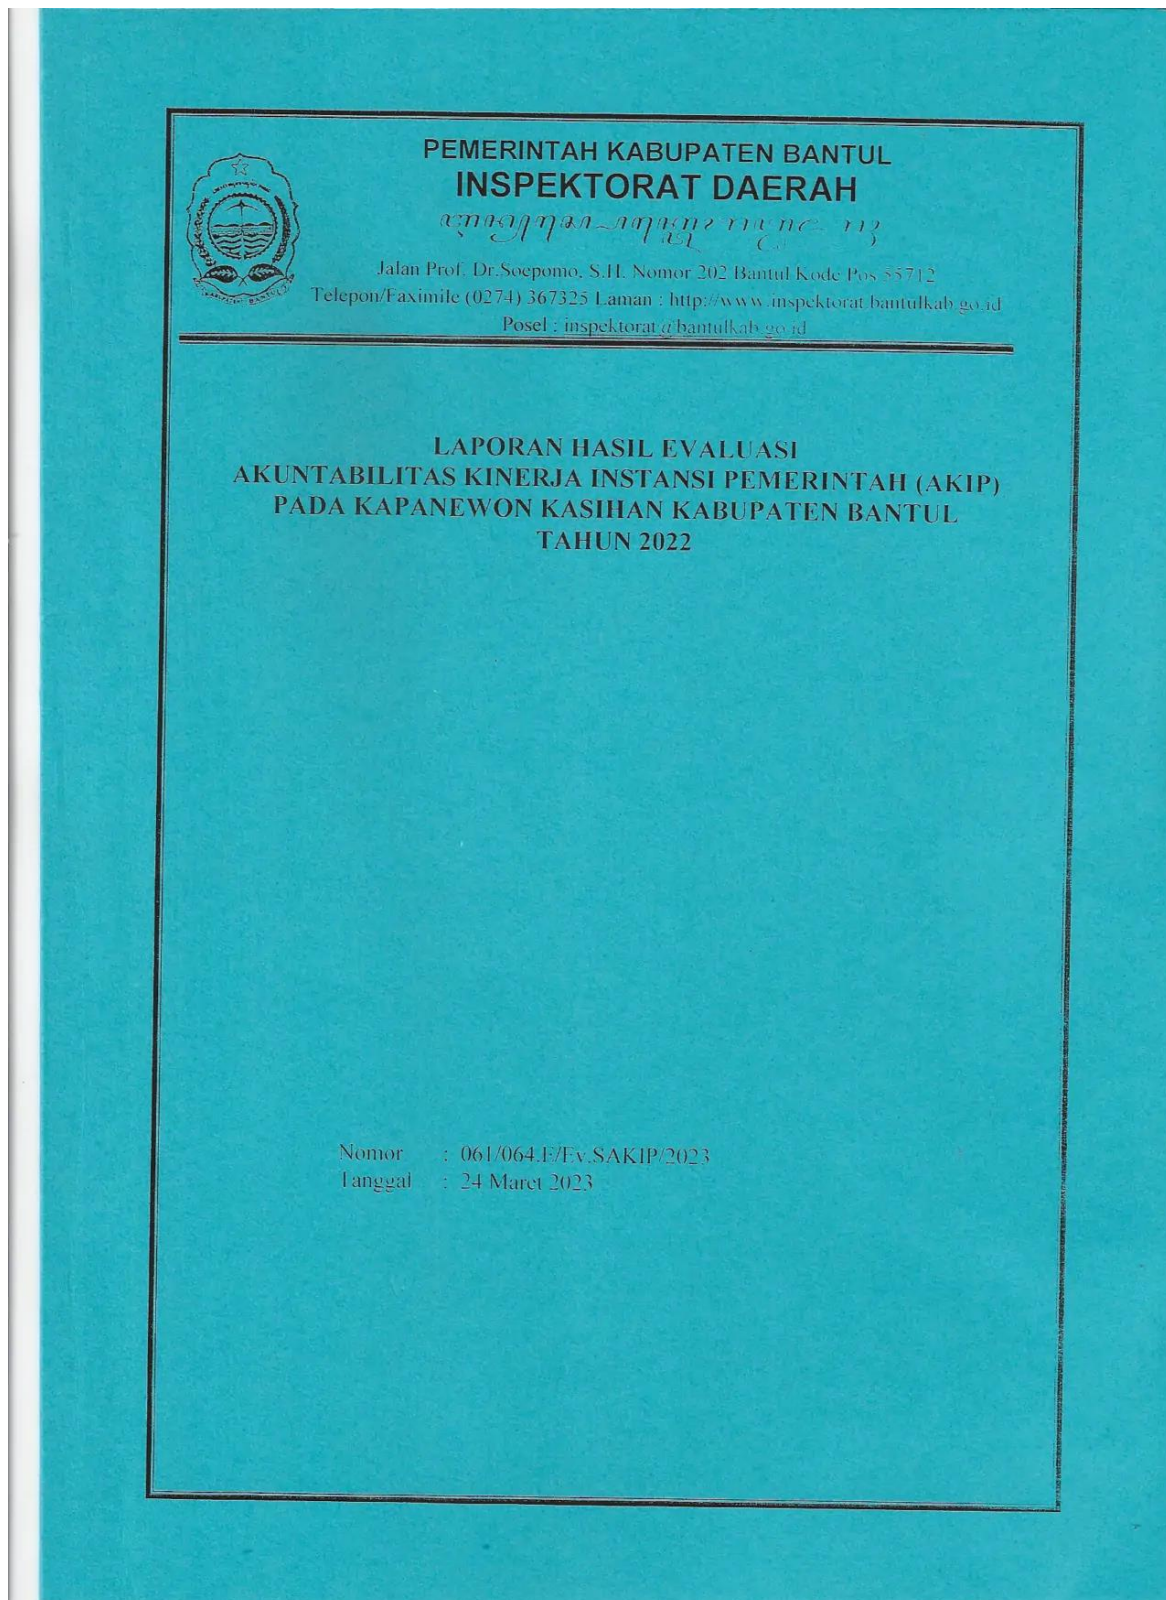 PEMERINTAH KABUPATEN BANTUL
INSPEKTORAT DAERAH
Jalan Prof. Dr.Soepomo, S.H. Nomor 202 Bantul Kode Pos 55712
Telepon/Faximile (0274) 367325 Laman : http://www.inspektorat.bantulkab.go.id
Posel : inspektorat@bantulkab.go.id
LAPORAN HASIL EVALUASI
AKUNTABILITAS KINERJA INSTANSI PEMERINTAH (AKIP)
PADA KAPANEWON KASIHAN KABUPATEN BANTUL
TAHUN 2022
Nomor : 061/064.E/Ev.SAKIP/2023
Tanggal : 24 Maret 2023